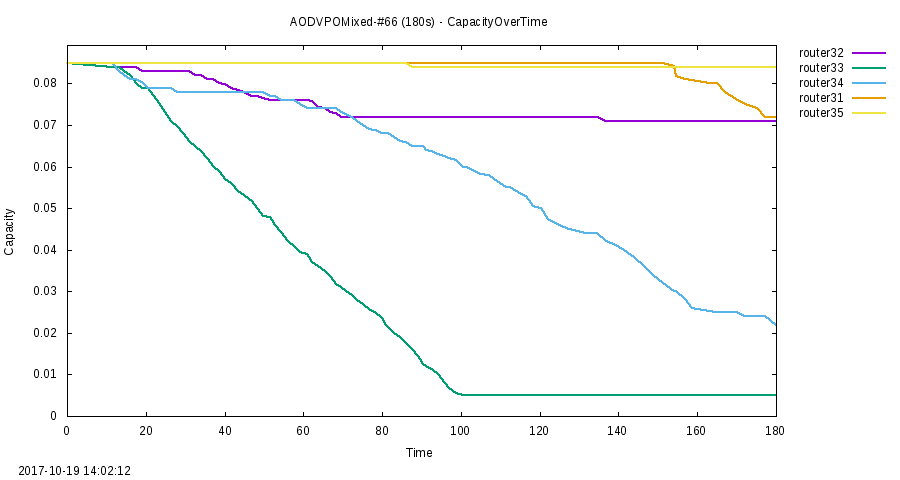 AODVPOMixed-#66 (180s) - CapacityOverTime
router32
router33
router34
router31
router35
0.08
0.07
0.06
0.05
0.04
0.03
0.02
0.01
0
Capacity
0 20 40 60 80 100 120 140 160 180
Time
2017-10-19 14:02:12